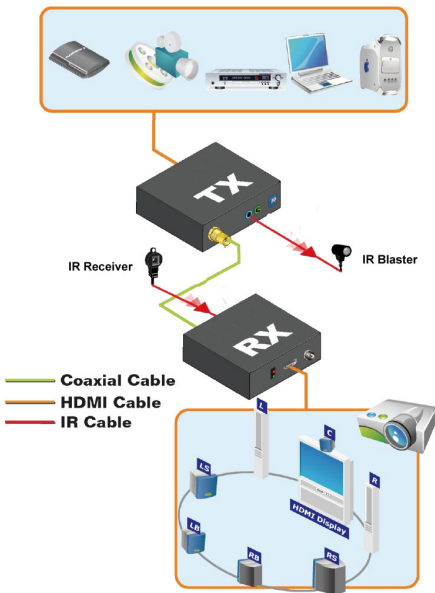 TX
IR Receiver
IR Blaster
RX
Coaxial Cable
HDMI Cable
IR Cable
L
C
LS
R
HDMI Display
LB
RB
RS